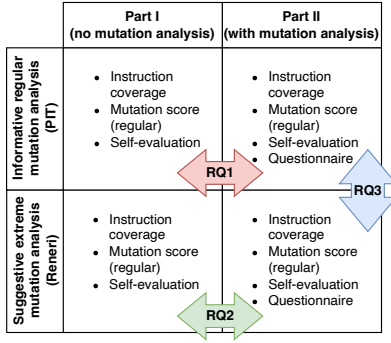 Part I
(no mutation analysis)
Part II
(with mutation analysis)
Informative regular
mutation analysis
(PIT)
• Instruction
coverage
• Mutation score
(regular)
• Self-evaluation
• Instruction
coverage
• Mutation score
(regular)
• Self-evaluation
• Questionnaire
RQ1
RQ3
Suggestive extreme
mutation analysis
(Reneri)
• Instruction
coverage
• Mutation score
(regular)
• Self-evaluation
• Instruction
coverage
• Mutation score
(regular)
• Self-evaluation
• Questionnaire
RQ2